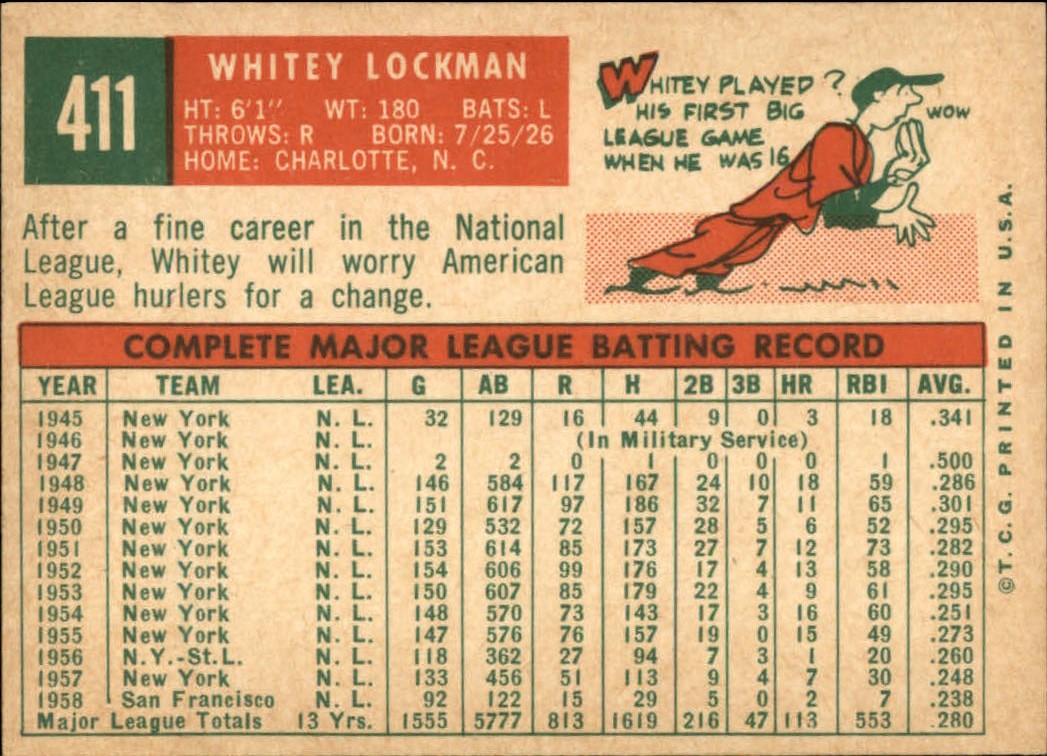 411
WHITEY LOCKMAN
HT: 6'1" WT: 180 BATS: L
THROWS: R BORN: 7/25/26
HOME: CHARLOTTE, N. C.
WHITEY PLAYED ?
HIS FIRST BIG
LEAGUE GAME
WHEN HE WAS 16
WOW
After a fine career in the National
League, Whitey will worry American
League hurlers for a change.
COMPLETE MAJOR LEAGUE BATTING RECORD
YEAR TEAM LEA. G AB R H 2B 3B HR RBI AVG.
1945 New York N. L. 32 129 16 44 9 0 3 18 .341
1946 New York N. L. (In Military Service)
1947 New York N. L. 2 2 0 1 0 0 0 1 .500
1948 New York N. L. 146 584 117 167 24 10 18 59 .286
1949 New York N. L. 151 617 97 186 32 7 11 65 .301
1950 New York N. L. 129 532 72 157 28 5 6 52 .295
1951 New York N. L. 153 614 85 173 27 7 12 73 .282
1952 New York N. L. 154 606 99 176 17 4 13 58 .290
1953 New York N. L. 150 607 85 179 22 4 9 61 .295
1954 New York N. L. 148 570 73 143 17 3 16 60 .251
1955 New York N. L. 147 576 76 157 19 0 15 49 .273
1956 N.Y.-St.L. N. L. 118 362 27 94 7 3 1 20 .260
1957 New York N. L. 133 456 51 113 9 4 7 30 .248
1958 San Francisco N. L. 92 122 15 29 5 0 2 7 .238
Major League Totals 13 Yrs. 1555 5777 813 1619 216 47 113 553 .280
©T.C.G. PRINTED IN U.S.A.